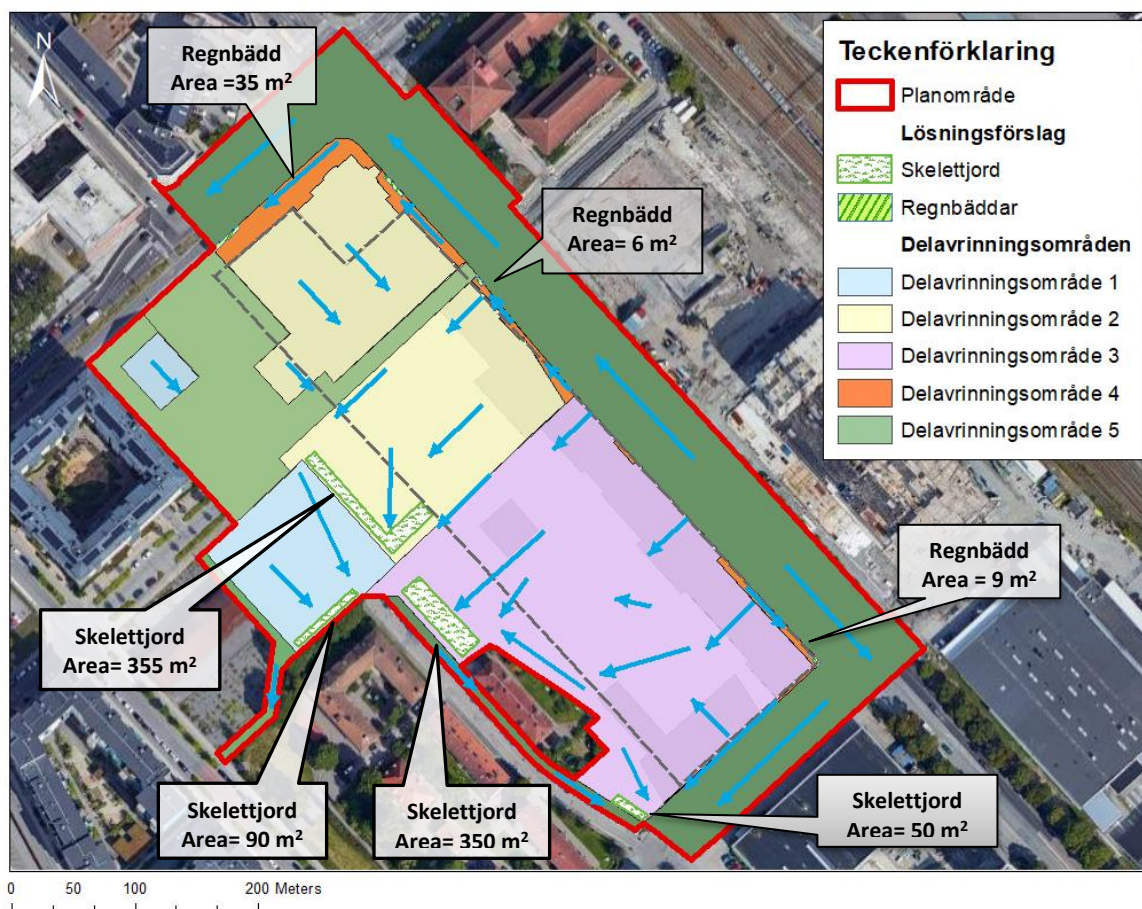 N
Regnbädd
Area =35 m²
Regnbädd
Area= 6 m²
Regnbädd
Area = 9 m²
Skelettjord
Area= 355 m²
Skelettjord
Area= 90 m²
Skelettjord
Area= 350 m²
Skelettjord
Area= 50 m²
Teckenförklaring
Planområde
Lösningsförslag
Skelettjord
Regnbäddar
Delavrinningsområden
Delavrinningsområde 1
Delavrinningsområde 2
Delavrinningsområde 3
Delavrinningsområde 4
Delavrinningsområde 5
0 50 100 200 Meters